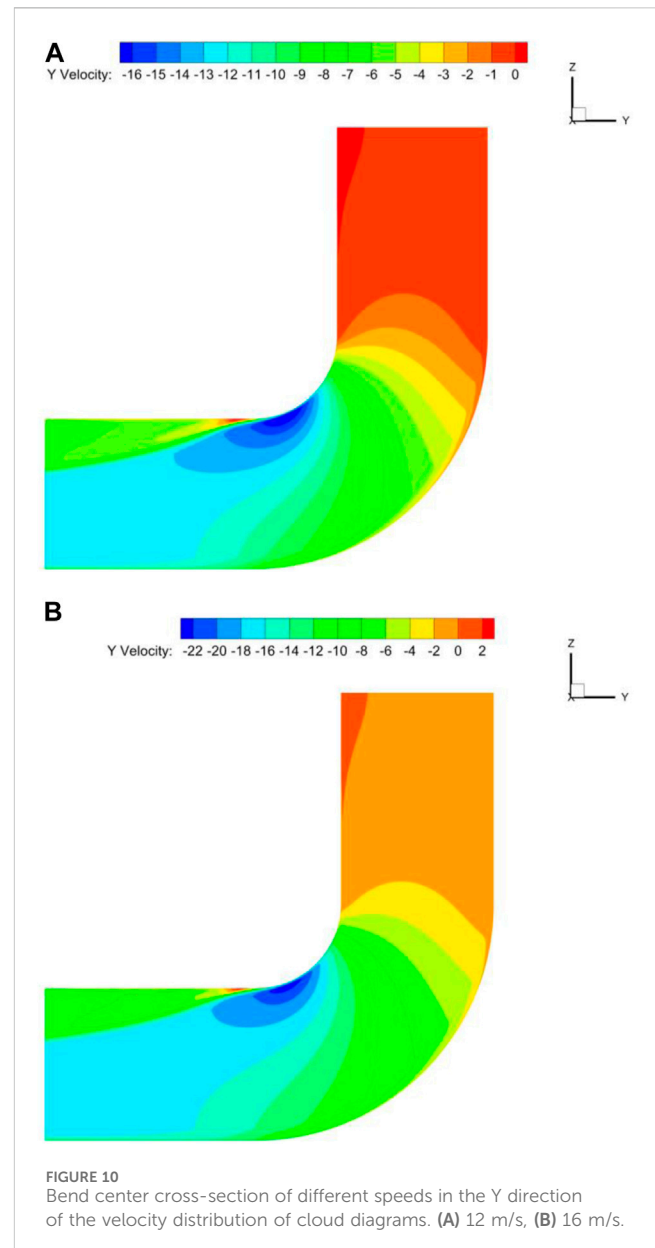 A
Y Velocity: -16 -15 -14 -13 -12 -11 -10 -9 -8 -7 -6 -5 -4 -3 -2 -1 0
Z
X Y
B
Y Velocity: -22 -20 -18 -16 -14 -12 -10 -8 -6 -4 -2 0 2
Z
X Y
FIGURE 10
Bend center cross-section of different speeds in the Y direction
of the velocity distribution of cloud diagrams. (A) 12 m/s, (B) 16 m/s.